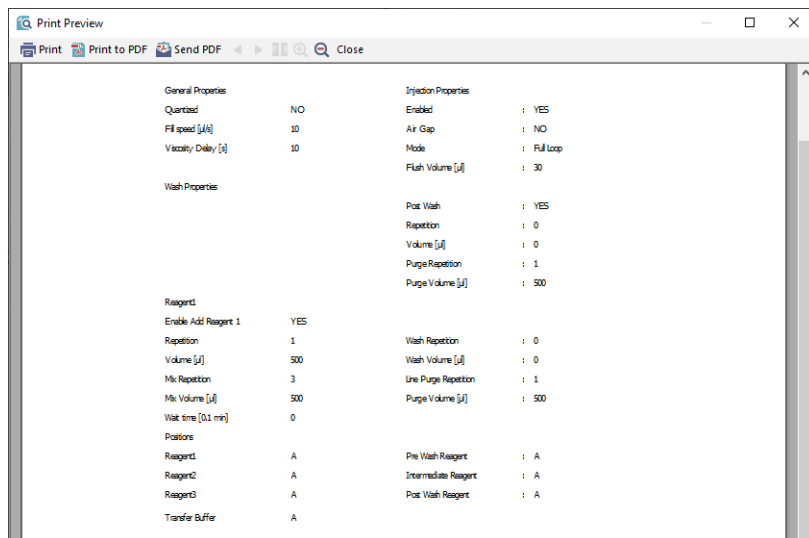 Print Preview
Print Print to PDF Send PDF Close
General Properties Injection Properties
Quantized NO Enabled : YES
Fill speed [µl/s] 10 Air Gap : NO
Viscosity Delay [s] 10 Mode : Full Loop
Flush Volume [µl] : 30
Wash Properties
Post Wash : YES
Repetition : 0
Volume [µl] : 0
Purge Repetition : 1
Purge Volume [µl] : 500
Reagent1
Enable Add Reagent 1 YES
Repetition 1 Wash Repetition : 0
Volume [µl] 500 Wash Volume [µl] : 0
Mix Repetition 3 Line Purge Repetition : 1
Mix Volume [µl] 500 Purge Volume [µl] : 500
Wait time [0.1 min] 0
Positions
Reagent1 A Pre Wash Reagent : A
Reagent2 A Intermediate Reagent : A
Reagent3 A Post Wash Reagent : A
Transfer Buffer A